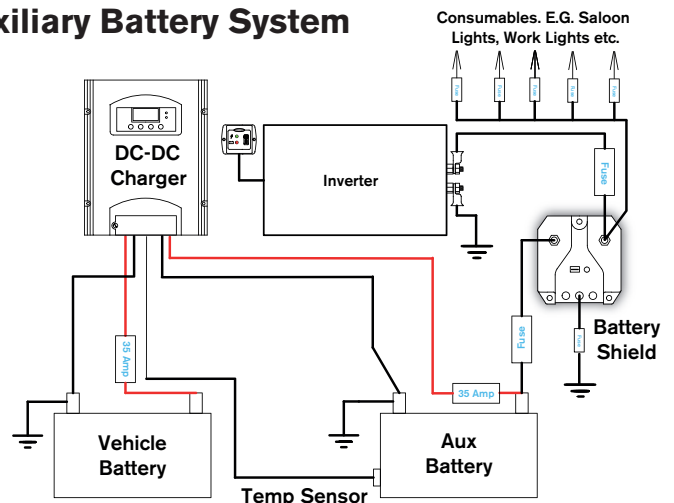 xiliary Battery System
Consumables. E.G. Saloon
Lights, Work Lights etc.
Fuse
Fuse
Fuse
Fuse
Fuse
DC-DC
Charger
Inverter
Fuse
Battery
Shield
Fuse
Fuse
35 Amp
35 Amp
Vehicle
Battery
Aux
Battery
Temp Sensor